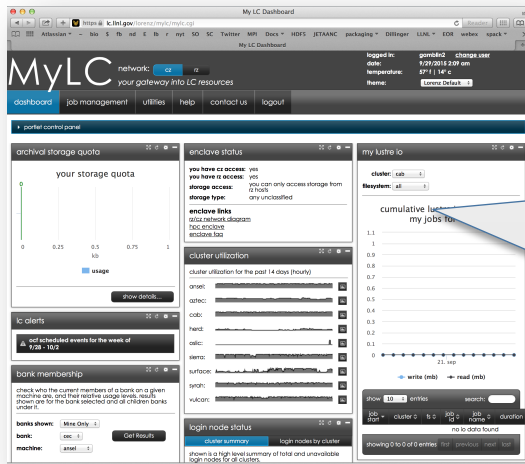 My LC Dashboard
https lc.llnl.gov/lorenz/mylc/mylc.cgi
Reader
Atlassian bio $ fb nd E fb r nyt SO SC Twitter MPI Docs HDF5 JETAANC packaging Dillinger LLNL EOR webex spack
My LC Dashboard
MyLC
network: cz rz
your gateway into LC resources
logged in: gamblin2 change user
date: 9/29/2015 2:09 am
temperature: 57° f | 14° c
theme: Lorenz Default
dashboard job management utilities help contact us logout
portlet control panel
archival storage quota
your storage quota
D
0 0.25 0.5 0.75 1
kb
usage
show details...
lc alerts
ocf scheduled events for the week of
9/28 - 10/2
bank membership
check who the current members of a bank on a given
machine are, and their relative usage levels. results
shown are for the bank selected and all children banks
under it.
banks shown: Mine Only
bank: oec
Get Results
machine: ansel
enclave status
you have cz access: yes
you have rz access: yes
storage access: you can only access storage from
rz hosts
storage type: any unclassified
enclave links
rz/cz network diagram
hpc enclave
enclave faq
cluster utilization
cluster utilization for the past 14 days (hourly)
ansel:
aztec:
cab:
herd:
oslic:
sierra:
surface:
syrah:
vulcan:
login node status
cluster summary login nodes by cluster
shown is a high level summary of total and unavailable
login nodes for all clusters.
my lustre io
cluster: cab
filesystem: all
cumulative
my jobs
1.1
1
0.9
0.8
0.7
0.6
0.5
0.4
0.3
0.2
0.1
0
21. sep
write (mb) read (mb)
show 10 entries search:
job start cluster fs job id job name duration
no data found
showing 0 to 0 of 0 entries first previous next last